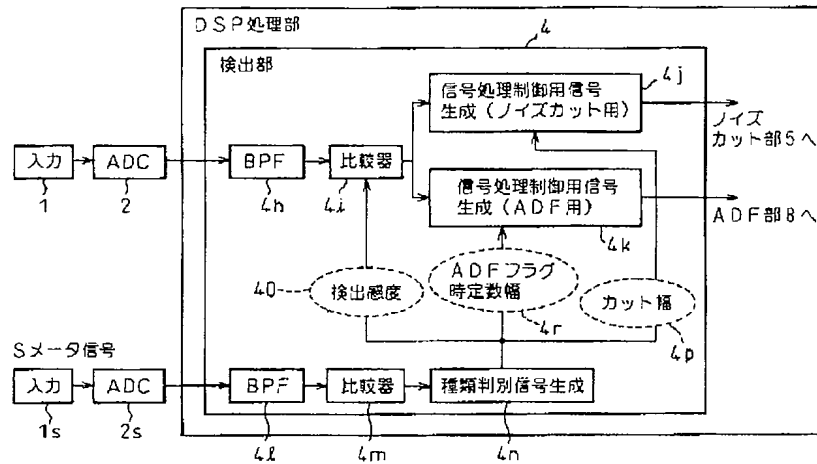 DSP処理部
4
検出部
信号処理制御用信号
生成(ノイズカット用)
4j
ノイズ
カット部5へ
入力
ADC
BPF
比較器
1
2
4h
4i
信号処理制御用信号
生成(ADF用)
ADF部8へ
4k
40
検出感度
ADFフラグ
時定数幅
4r
カット幅
4p
Sメータ信号
入力
ADC
BPF
比較器
種類判別信号生成
1s
2s
4ℓ
4m
4n